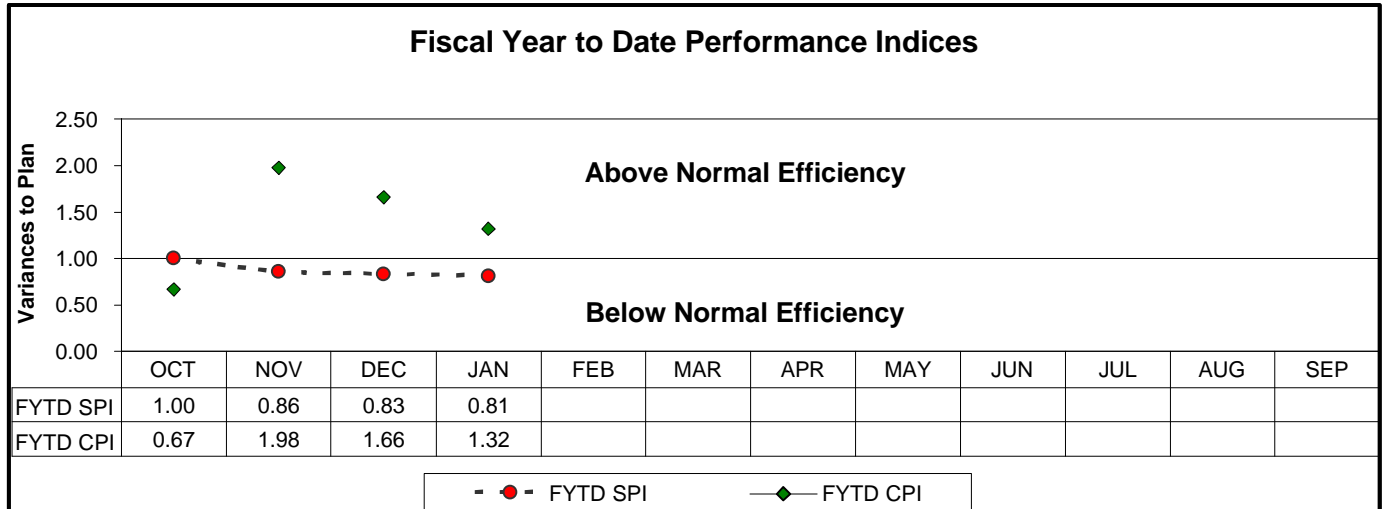 Fiscal Year to Date Performance Indices
Variances to Plan
2.50
2.00
1.50
1.00
0.50
0.00
Above Normal Efficiency
Below Normal Efficiency
OCT NOV DEC JAN FEB MAR APR MAY JUN JUL AUG SEP
FYTD SPI 1.00 0.86 0.83 0.81
FYTD CPI 0.67 1.98 1.66 1.32
FYTD SPI FYTD CPI